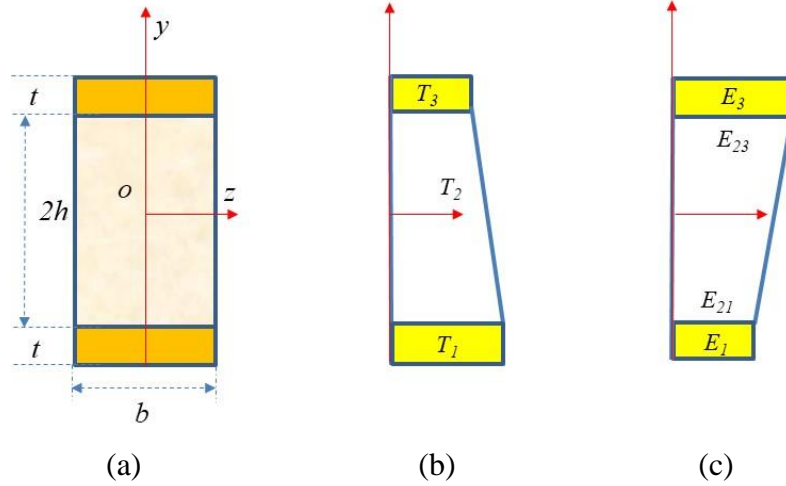 y
t
2h
o
z
t
b
(a)
T₃
T₂
T₁
(b)
E₃
E₂₃
E₂₁
E₁
(c)